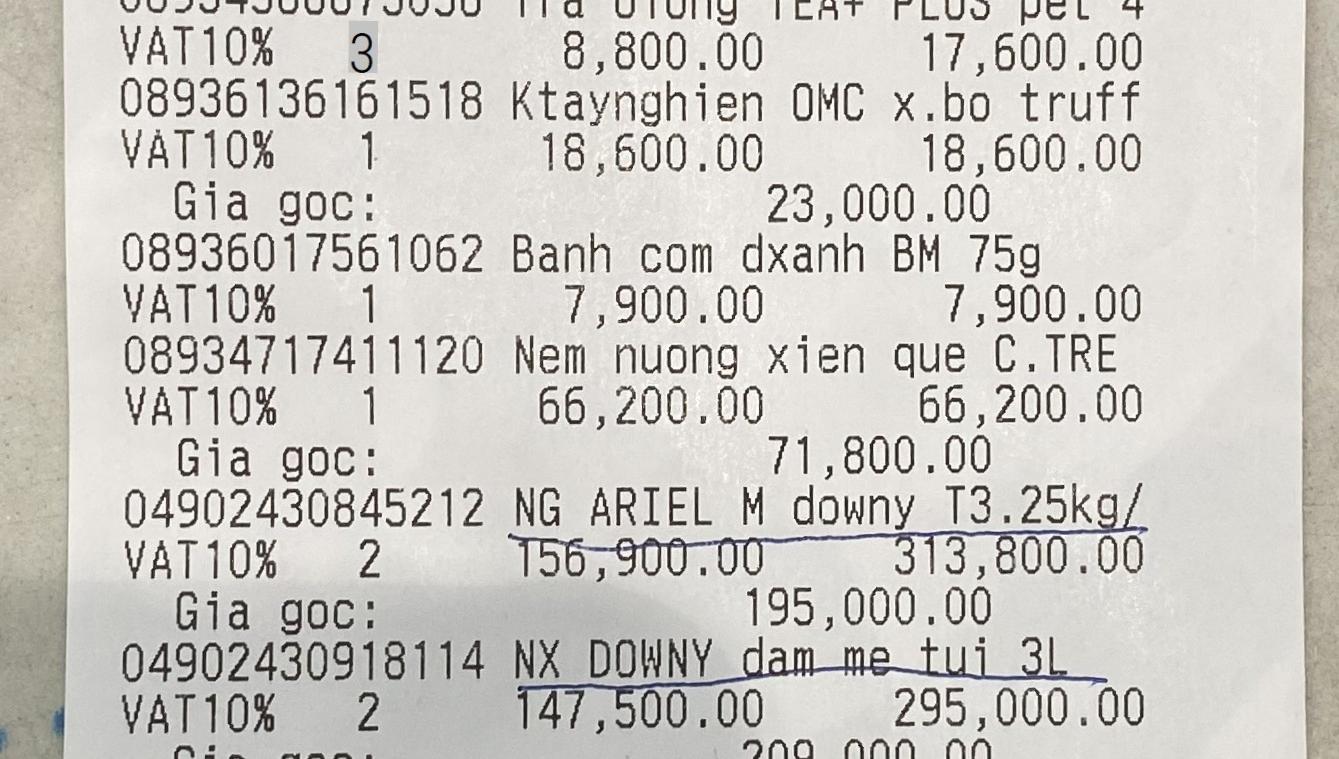 Tra olong TEA+ PLUS pet 4
VAT10% 3 8,800.00 17,600.00
08936136161518 Ktaynghien OMC x.bo truff
VAT10% 1 18,600.00 18,600.00
Gia goc: 23,000.00
08936017561062 Banh com dxanh BM 75g
VAT10% 1 7,900.00 7,900.00
08934717411120 Nem nuong xien que C.TRE
VAT10% 1 66,200.00 66,200.00
Gia goc: 71,800.00
04902430845212 NG ARIEL M downy T3.25kg/
VAT10% 2 156,900.00 313,800.00
Gia goc: 195,000.00
04902430918114 NX DOWNY dam me tui 3L
VAT10% 2 147,500.00 295,000.00
Gia goc: 209,000.00